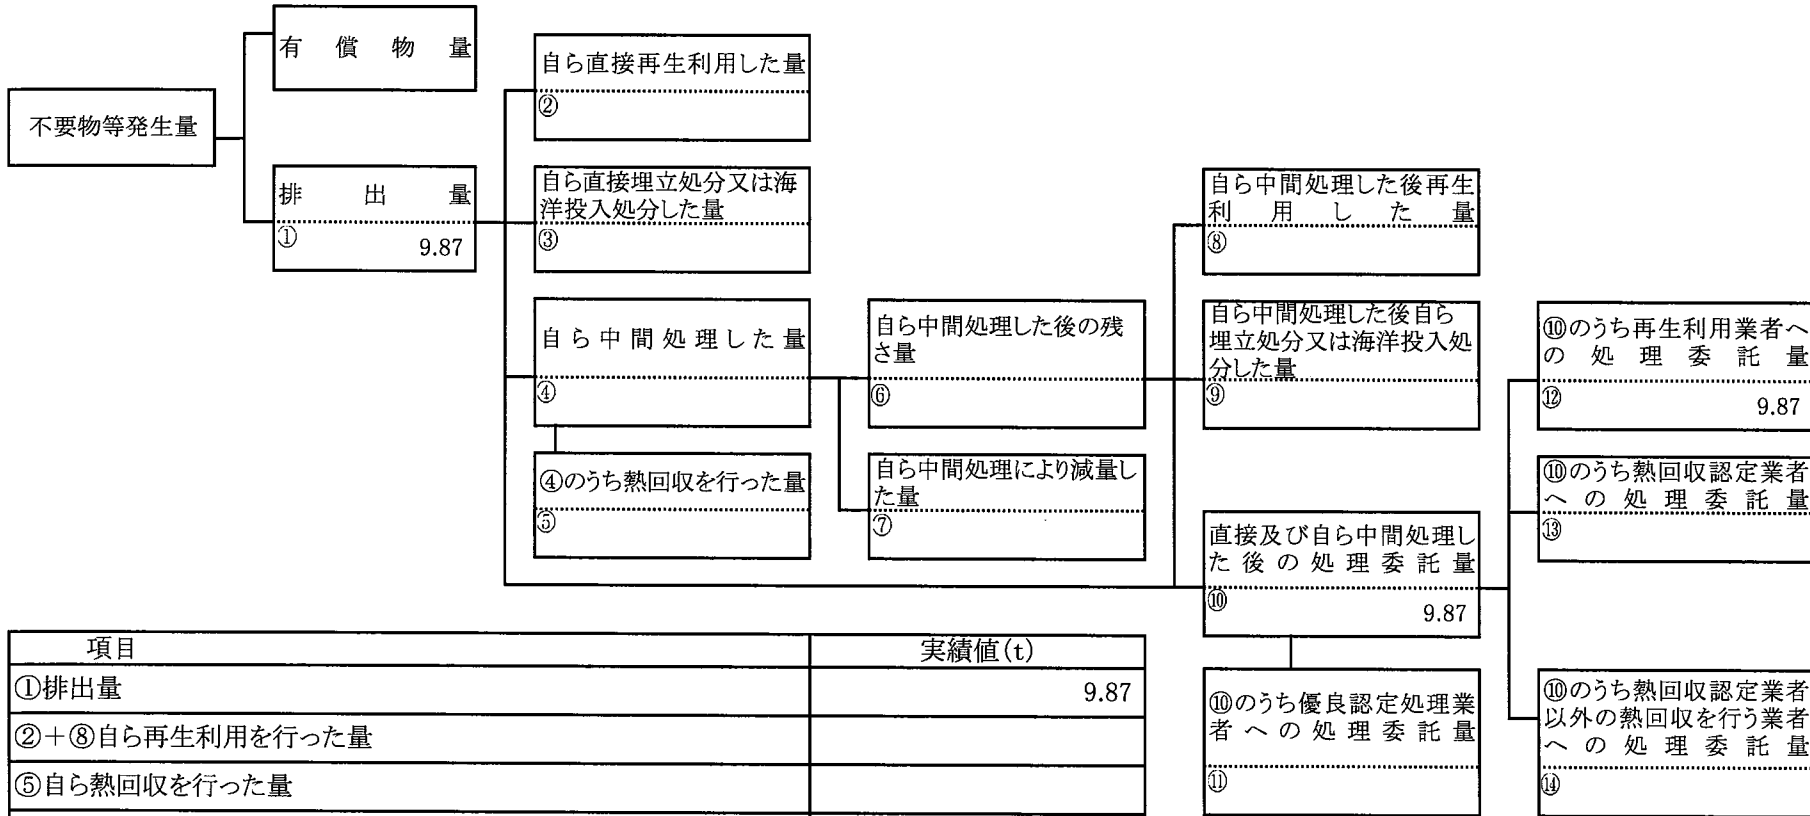 不要物等発生量
有償物量
排出量
① 9.87
自ら直接再生利用した量
②
自ら直接埋立処分又は海
洋投入処分した量
③
自ら中間処理した量
④
④のうち熱回収を行った量
⑤
自ら中間処理した後の残
さ量
⑥
自ら中間処理により減量し
た量
⑦
自ら中間処理した後再生
利用した量
⑧
自ら中間処理した後自ら
埋立処分又は海洋投入処
分した量
⑨
直接及び自ら中間処理し
た後の処理委託量
⑩ 9.87
⑩のうち優良認定処理業
者への処理委託量
⑪
⑩のうち再生利用業者へ
の処理委託量
⑫ 9.87
⑩のうち熱回収認定業者
への処理委託量
⑬
⑩のうち熱回収認定業者
以外の熱回収を行う業者
への処理委託量
⑭
項目 実績値(t)
①排出量 9.87
②+⑧自ら再生利用を行った量
⑤自ら熱回収を行った量